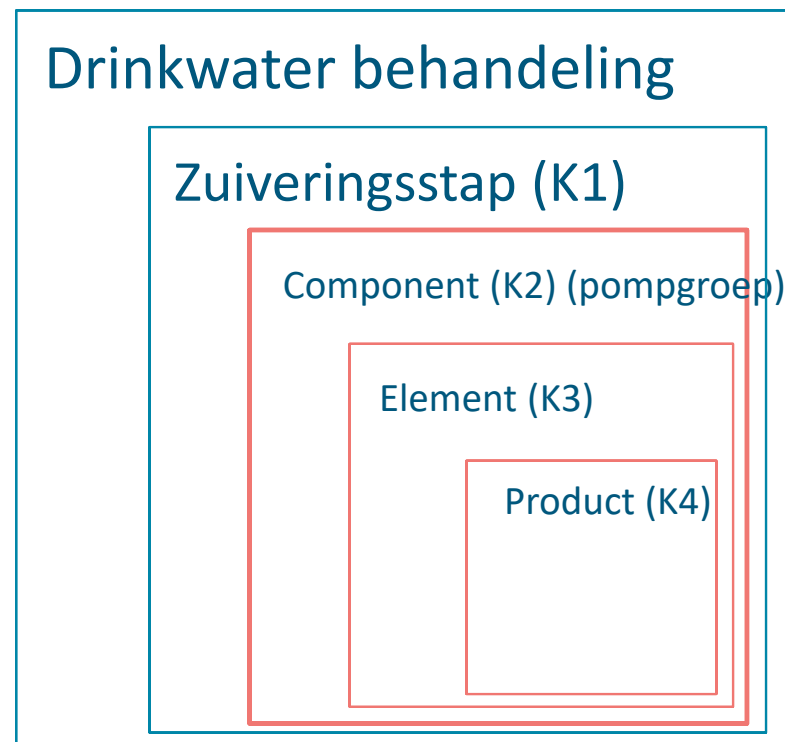 Drinkwater behandeling
Zuiveringsstap (K1)
Component (K2) (pompgroep)
Element (K3)
Product (K4)